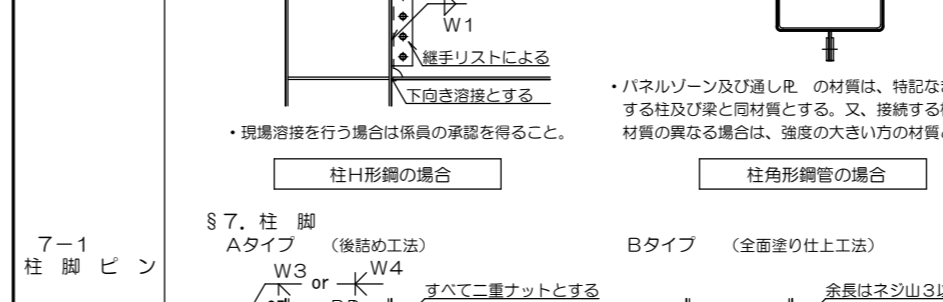 W1
継手リストによる
下向き溶接とする
・現場溶接を行う場合は係員の承認を得ること。
柱H形鋼の場合
・パネルゾーン及び通しPL の材質は、特記な
する柱及び梁と同材質とする。又、接続する
材質の異なる場合は、強度の大きい方の材質
柱角形鋼管の場合
§7. 柱 脚
7-1
柱 脚 ピ ン
Aタイプ (後詰め工法)
Bタイプ (全面塗り仕上工法)
W3 or W4
すべて二重ナットとする
余長はネジ山3